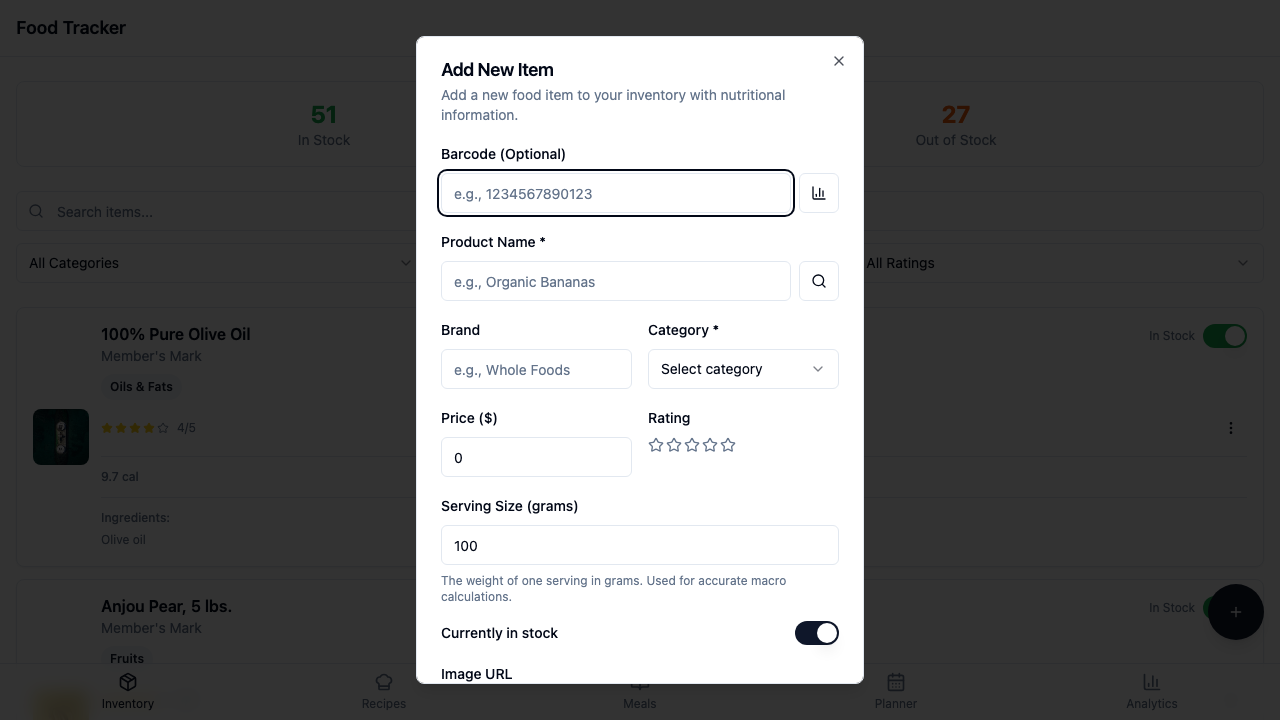 Food Tracker
51
In Stock
27
Out of Stock
Search items...
All Categories
All Ratings
100% Pure Olive Oil
Member's Mark
Oils & Fats
4/5
9.7 cal
Ingredients:
Olive oil
In Stock
Anjou Pear, 5 lbs.
Member's Mark
Fruits
In Stock
Add New Item
Add a new food item to your inventory with nutritional
information.
Barcode (Optional)
e.g., 1234567890123
Product Name *
e.g., Organic Bananas
Brand
Category *
e.g., Whole Foods
Select category
Price ($)
Rating
0
Serving Size (grams)
100
The weight of one serving in grams. Used for accurate macro
calculations.
Currently in stock
Image URL
Inventory
Recipes
Meals
Planner
Analytics